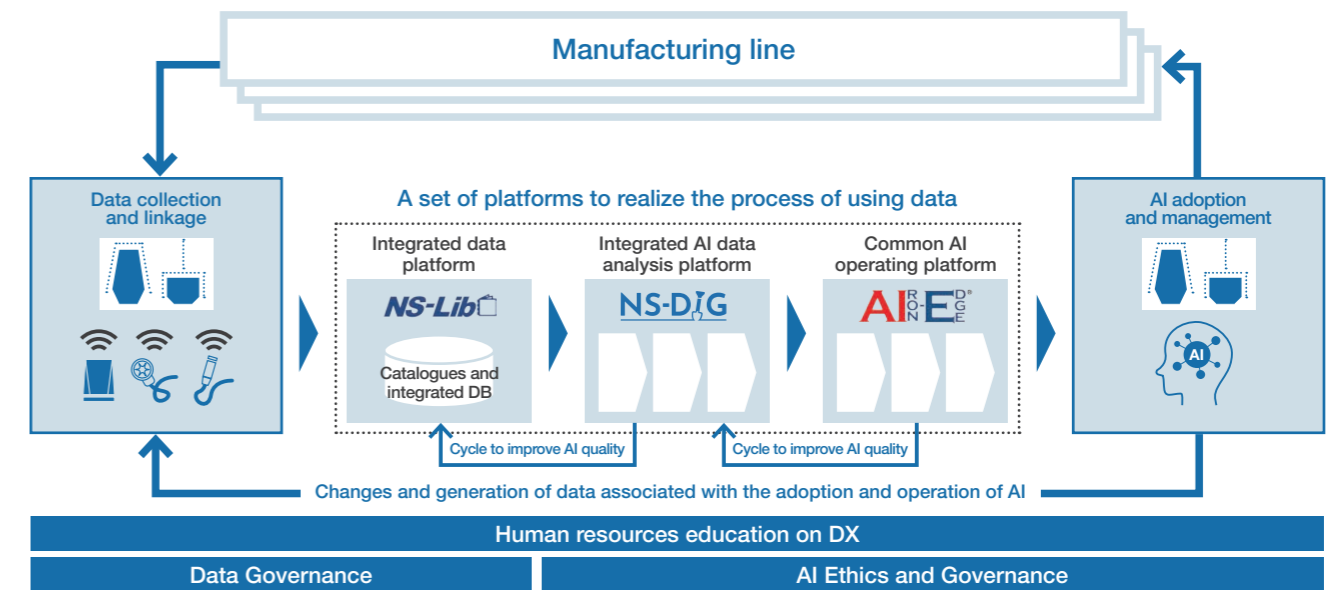 Manufacturing line
Data collection
and linkage
A set of platforms to realize the process of using data
Integrated data
platform
NS-Lib
Catalogues and
integrated DB
Integrated AI data
analysis platform
NS-DIG
Common AI
operating platform
AIRON-EDGE®
AI adoption
and management
AI
Cycle to improve AI quality
Cycle to improve AI quality
Changes and generation of data associated with the adoption and operation of AI
Human resources education on DX
Data Governance
AI Ethics and Governance